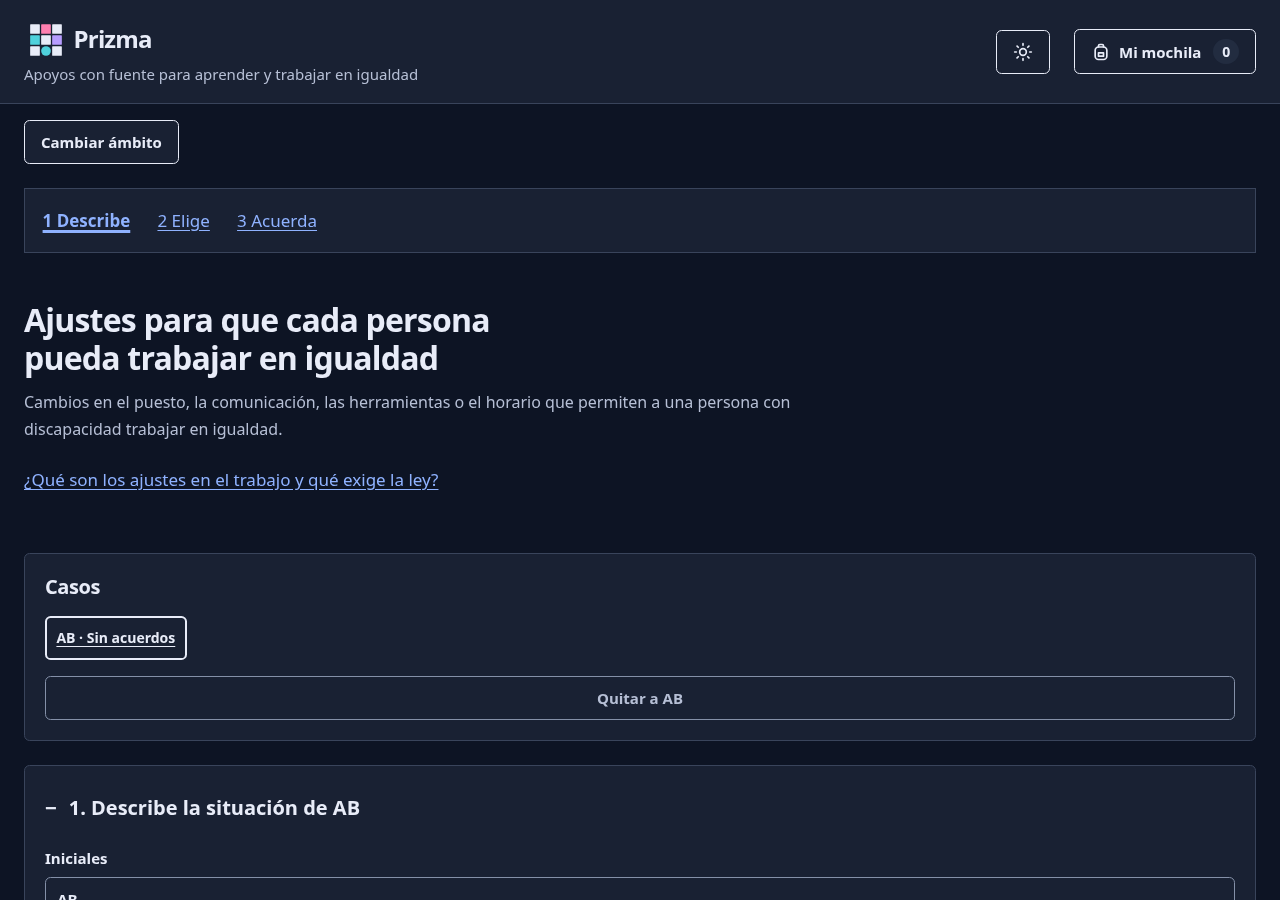 Prizma
Apoyos con fuente para aprender y trabajar en igualdad
Mi mochila 0
Cambiar ámbito
1 Describe 2 Elige 3 Acuerda
Ajustes para que cada persona
pueda trabajar en igualdad
Cambios en el puesto, la comunicación, las herramientas o el horario que permiten a una persona con
discapacidad trabajar en igualdad.
¿Qué son los ajustes en el trabajo y qué exige la ley?
Casos
AB · Sin acuerdos
Quitar a AB
− 1. Describe la situación de AB
Iniciales
AB